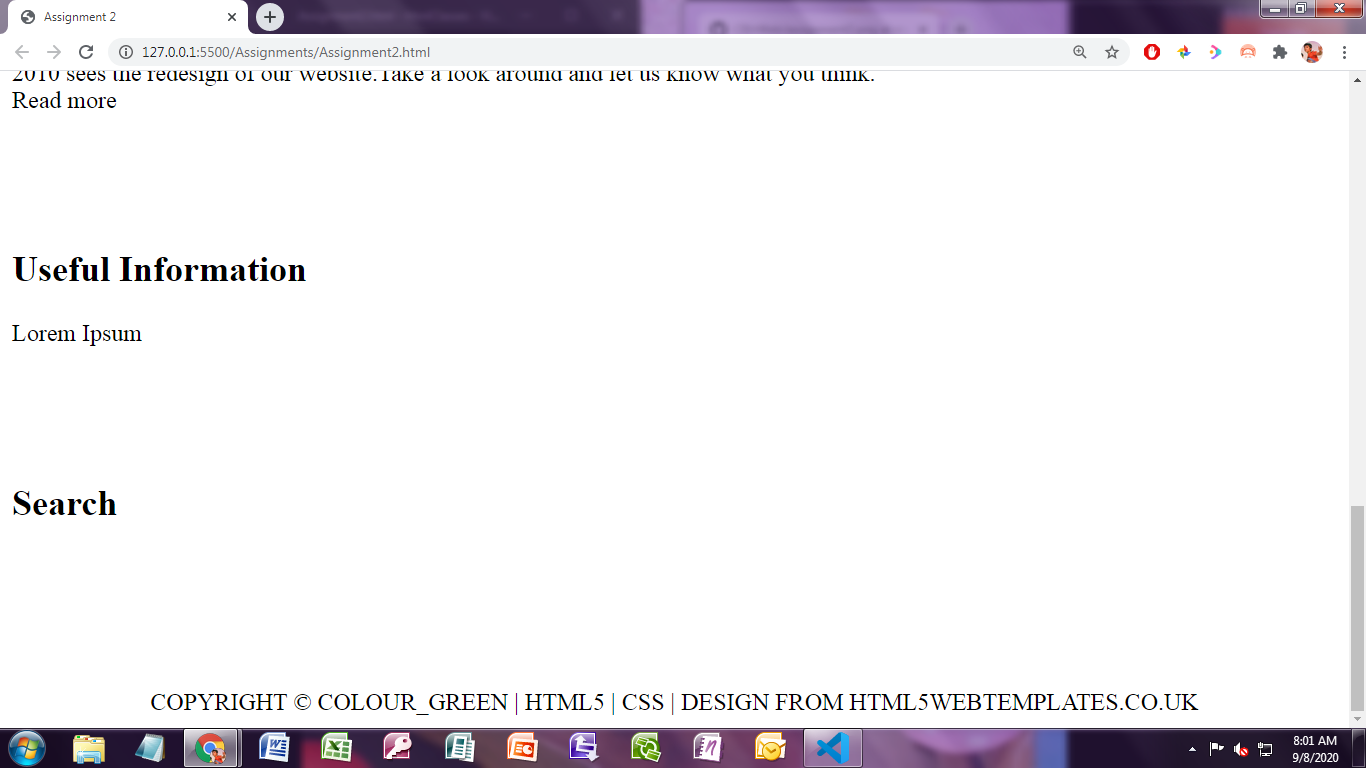 Assignment 2
127.0.0.1:5500/Assignments/Assignment2.html
2010 sees the redesign of our website.Take a look around and let us know what you think.
Read more
Useful Information
Lorem Ipsum
Search
COPYRIGHT © COLOUR_GREEN | HTML5 | CSS | DESIGN FROM HTML5WEBTEMPLATES.CO.UK
8:01 AM
9/8/2020